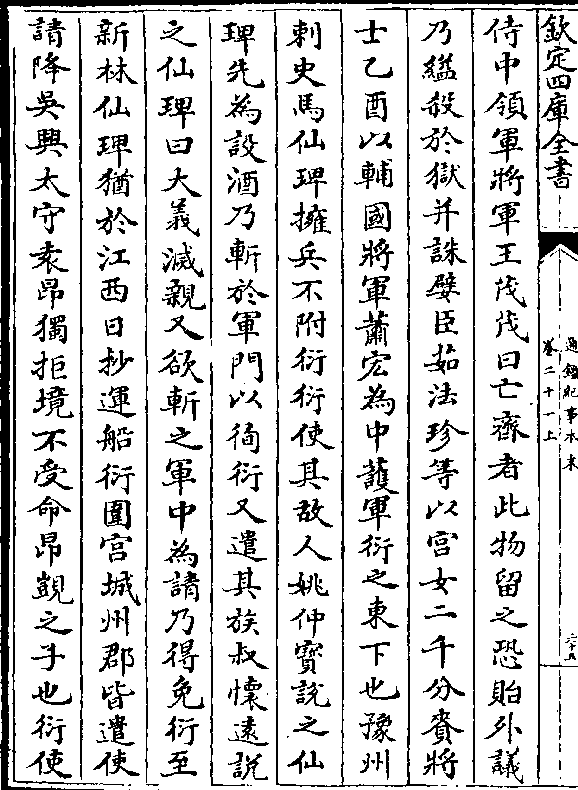 欽定四庫全書
通鑑紀事本末
卷二十一上
二十五
侍中領軍將軍王茂茂曰亡齊者此物留之恐貽外議
乃縊殺於獄并誅嬖臣茹法珍等以宫女二千分賚將
士乙酉以輔國將軍蕭宏為中護軍衍之東下也豫州
刺史馬仙琕擁兵不附衍衍使其故人姚仲寳說之仙
琕先為設酒乃斬於軍門以徇衍又遣其族叔懷遠說
之仙琕曰大義滅親又欲斬之軍中為請乃得免衍至
新林仙琕猶於江西日抄運船衍圍宫城州郡皆遣使
請降吳興太守袁昂獨拒境不受命昂覬之子也衍使